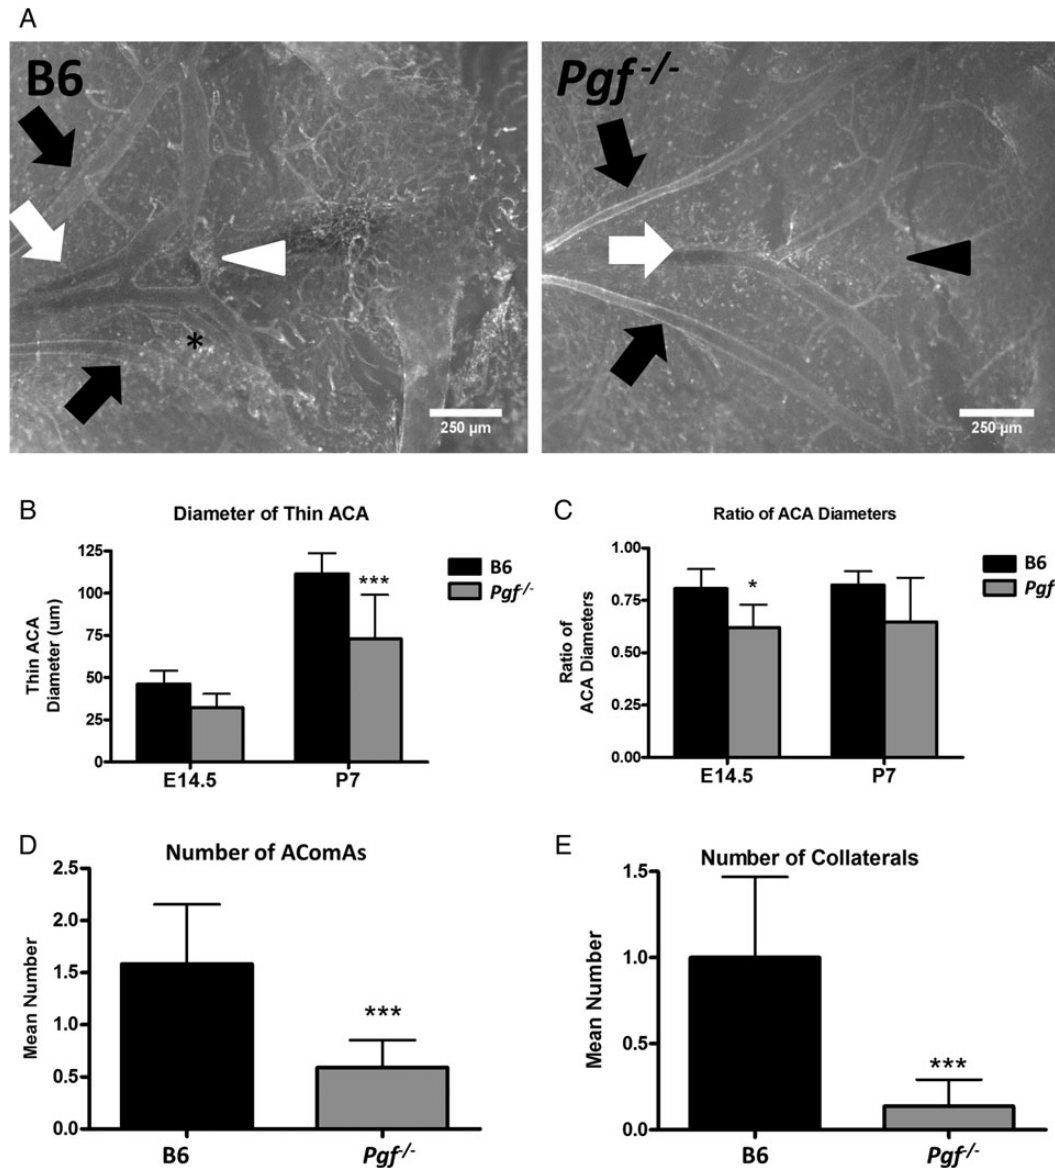 A
B6
Pgf -/-
*
250 µm
250 µm
B
Diameter of Thin ACA
Thin ACA
Diameter (um)
125
100
75
50
25
0
***
E14.5
P7
B6
Pgf-/-
C
Ratio of ACA Diameters
Ratio of
ACA Diameters
1.00
0.75
0.50
0.25
0.00
*
E14.5
P7
B6
Pgf
D
Number of AComAs
Mean Number
2.5
2.0
1.5
1.0
0.5
0.0
***
B6
Pgf-/-
E
Number of Collaterals
Mean Number
1.5
1.0
0.5
0.0
***
B6
Pgf-/-